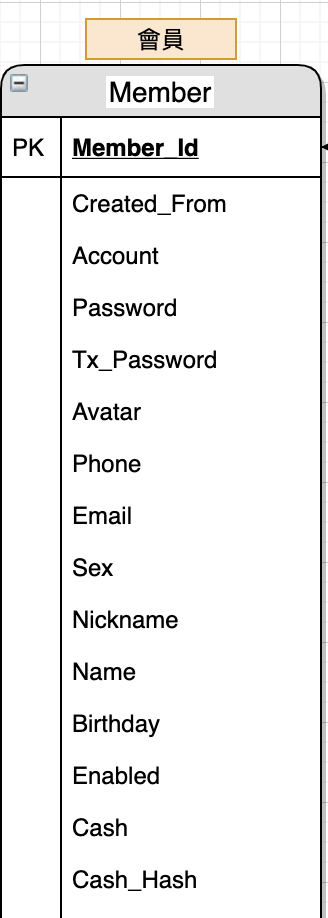 會員
Member
PK Member_Id
Created_From
Account
Password
Tx_Password
Avatar
Phone
Email
Sex
Nickname
Name
Birthday
Enabled
Cash
Cash_Hash